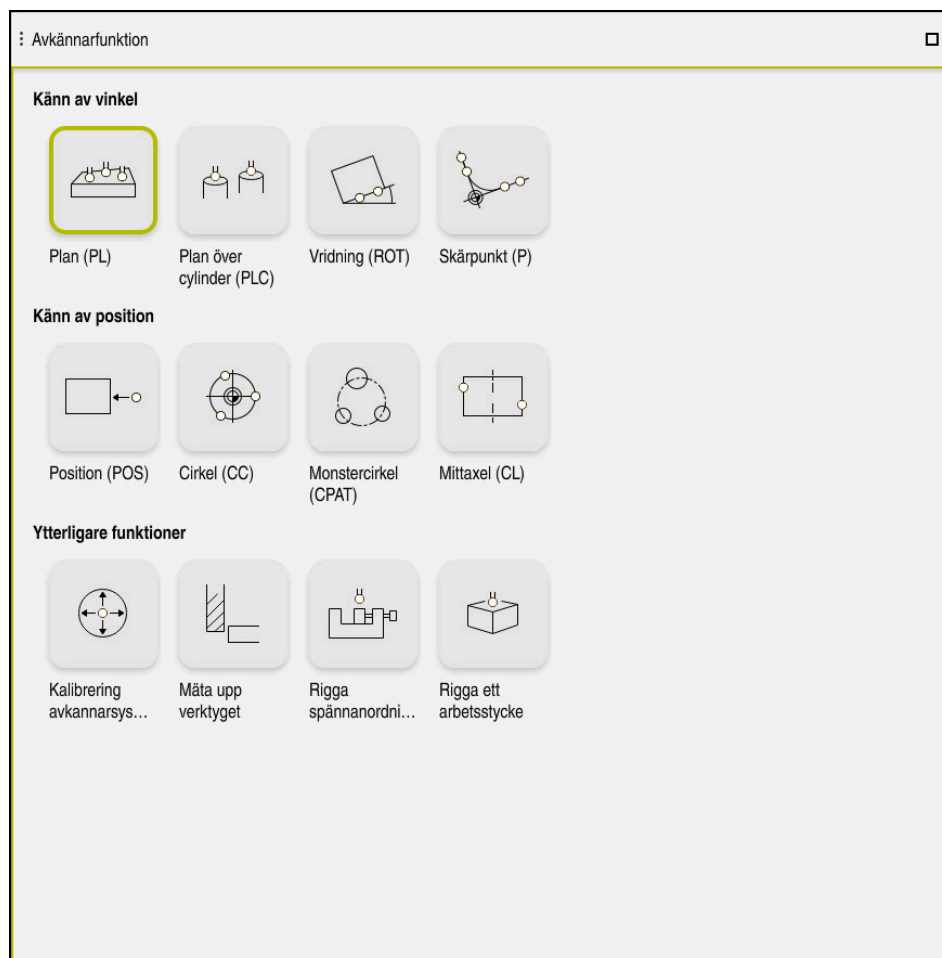 Avkännarfunktion
Känn av vinkel
Plan (PL)
Plan över
cylinder (PLC)
Vridning (ROT)
Skärpunkt (P)
Känn av position
Position (POS)
Cirkel (CC)
Monstercirkel
(CPAT)
Mittaxel (CL)
Ytterligare funktioner
Kalibrering
avkannarsys…
Mäta upp
verktyget
Rigga
spännanordni…
Rigga ett
arbetsstycke